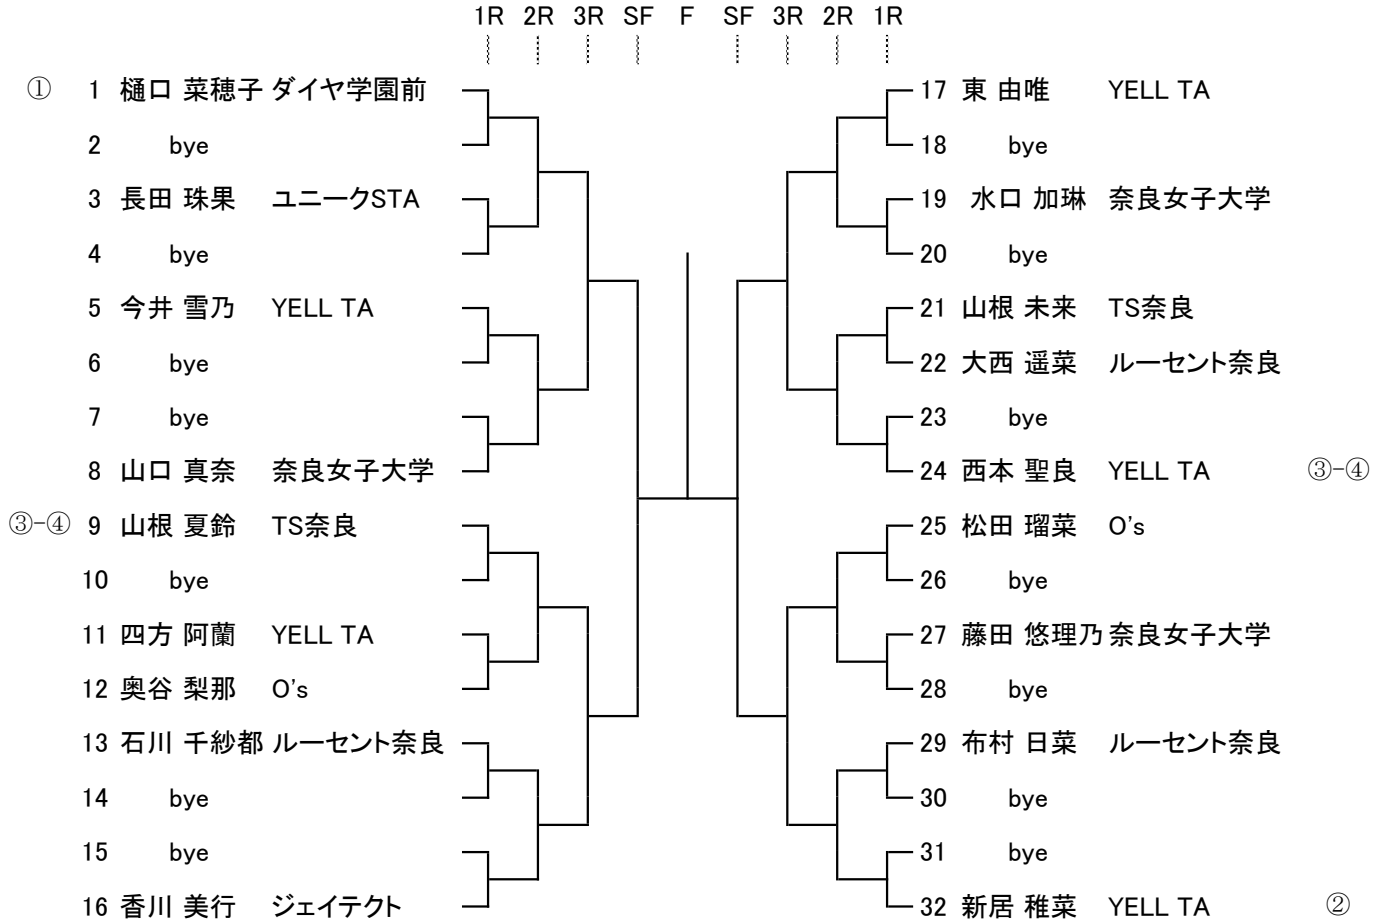 1R 2R 3R SF F SF 3R 2R 1R
① 1 樋口 菜穂子 ダイヤ学園前
2 bye
3 長田 珠果 ユニークSTA
4 bye
5 今井 雪乃 YELL TA
6 bye
7 bye
8 山口 真奈 奈良女子大学
③-④ 9 山根 夏鈴 TS奈良
10 bye
11 四方 阿蘭 YELL TA
12 奥谷 梨那 O's
13 石川 千紗都 ルーセント奈良
14 bye
15 bye
16 香川 美行 ジェイテクト
17 東 由唯 YELL TA
18 bye
19 水口 加琳 奈良女子大学
20 bye
21 山根 未来 TS奈良
22 大西 遥菜 ルーセント奈良
23 bye
24 西本 聖良 YELL TA ③-④
25 松田 瑠菜 O's
26 bye
27 藤田 悠理乃 奈良女子大学
28 bye
29 布村 日菜 ルーセント奈良
30 bye
31 bye
32 新居 稚菜 YELL TA ②